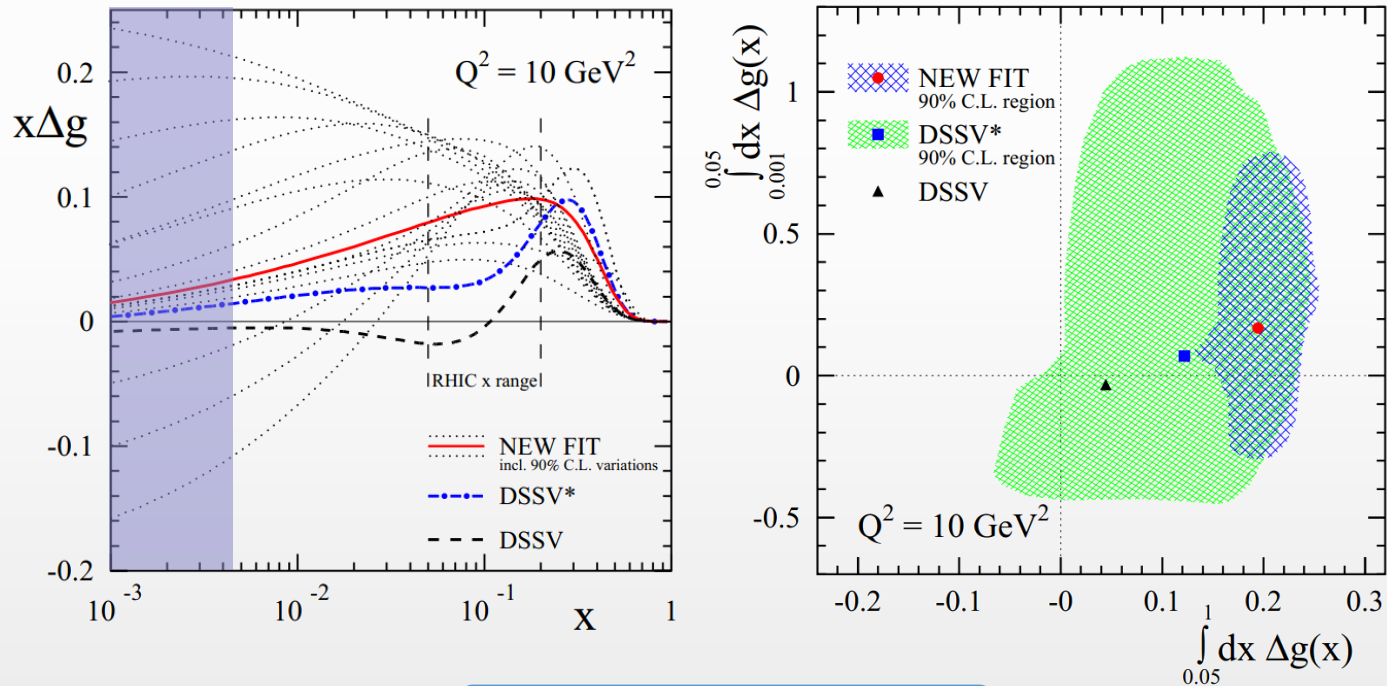 Q² = 10 GeV²
0.2
xΔg
0.1
0
RHIC x range
-0.1
NEW FIT
incl. 90% C.L. variations
DSSV*
DSSV
-0.2
10⁻³
10⁻²
10⁻¹
1
x
∫ dx Δg(x)
0.05
0.001
NEW FIT
90% C.L. region
DSSV*
90% C.L. region
DSSV
1
0.5
0
-0.5
Q² = 10 GeV²
-0.2
-0.1
-0
0.1
0.2
0.3
1
∫ dx Δg(x)
0.05